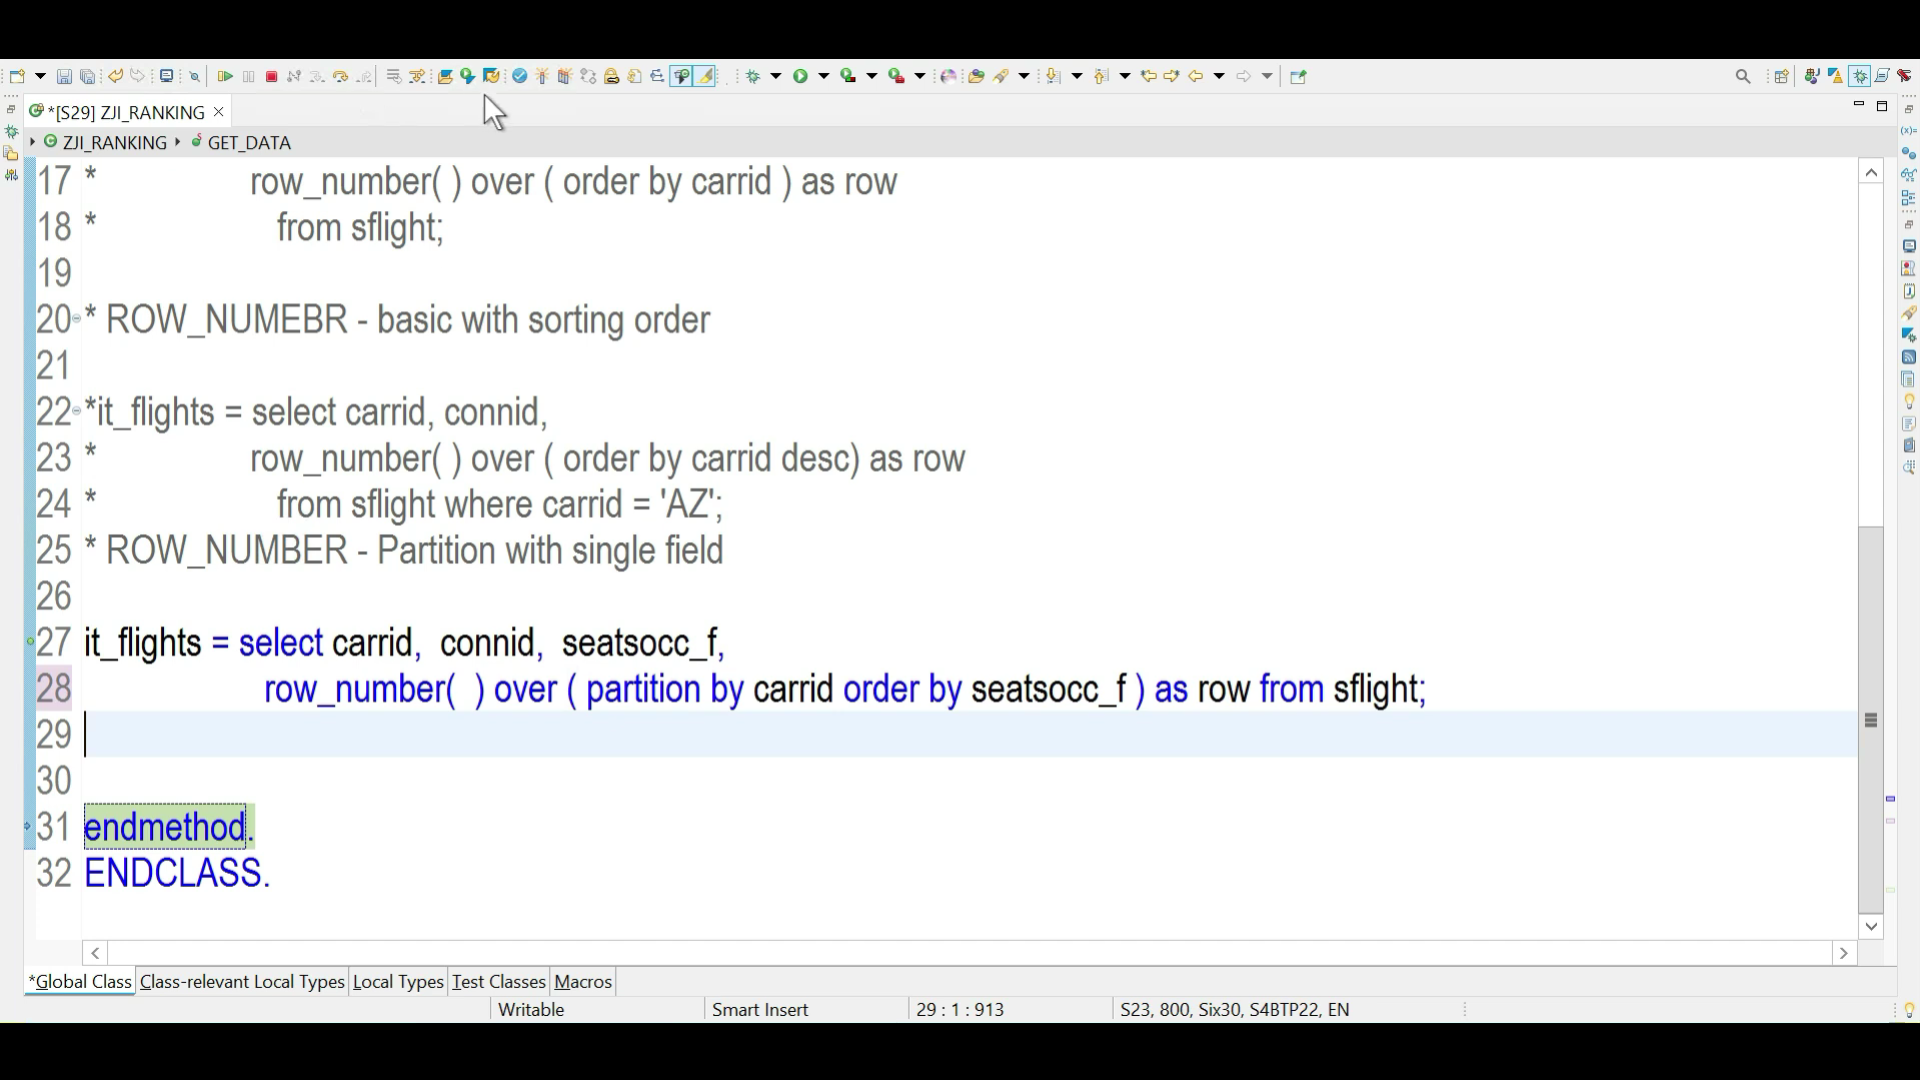 *[S29] ZJI_RANKING
ZJI_RANKING GET_DATA
17 * row_number( ) over ( order by carrid ) as row
18 * from sflight;
19
20 * ROW_NUMEBR - basic with sorting order
21
22 *it_flights = select carrid, connid,
23 * row_number( ) over ( order by carrid desc) as row
24 * from sflight where carrid = 'AZ';
25 * ROW_NUMBER - Partition with single field
26
27 it_flights = select carrid, connid, seatsocc_f,
28 row_number( ) over ( partition by carrid order by seatsocc_f ) as row from sflight;
29
30
31 endmethod.
32 ENDCLASS.
*Global Class Class-relevant Local Types Local Types Test Classes Macros
Writable Smart Insert 29 : 1 : 913 S23, 800, Six30, S4BTP22, EN